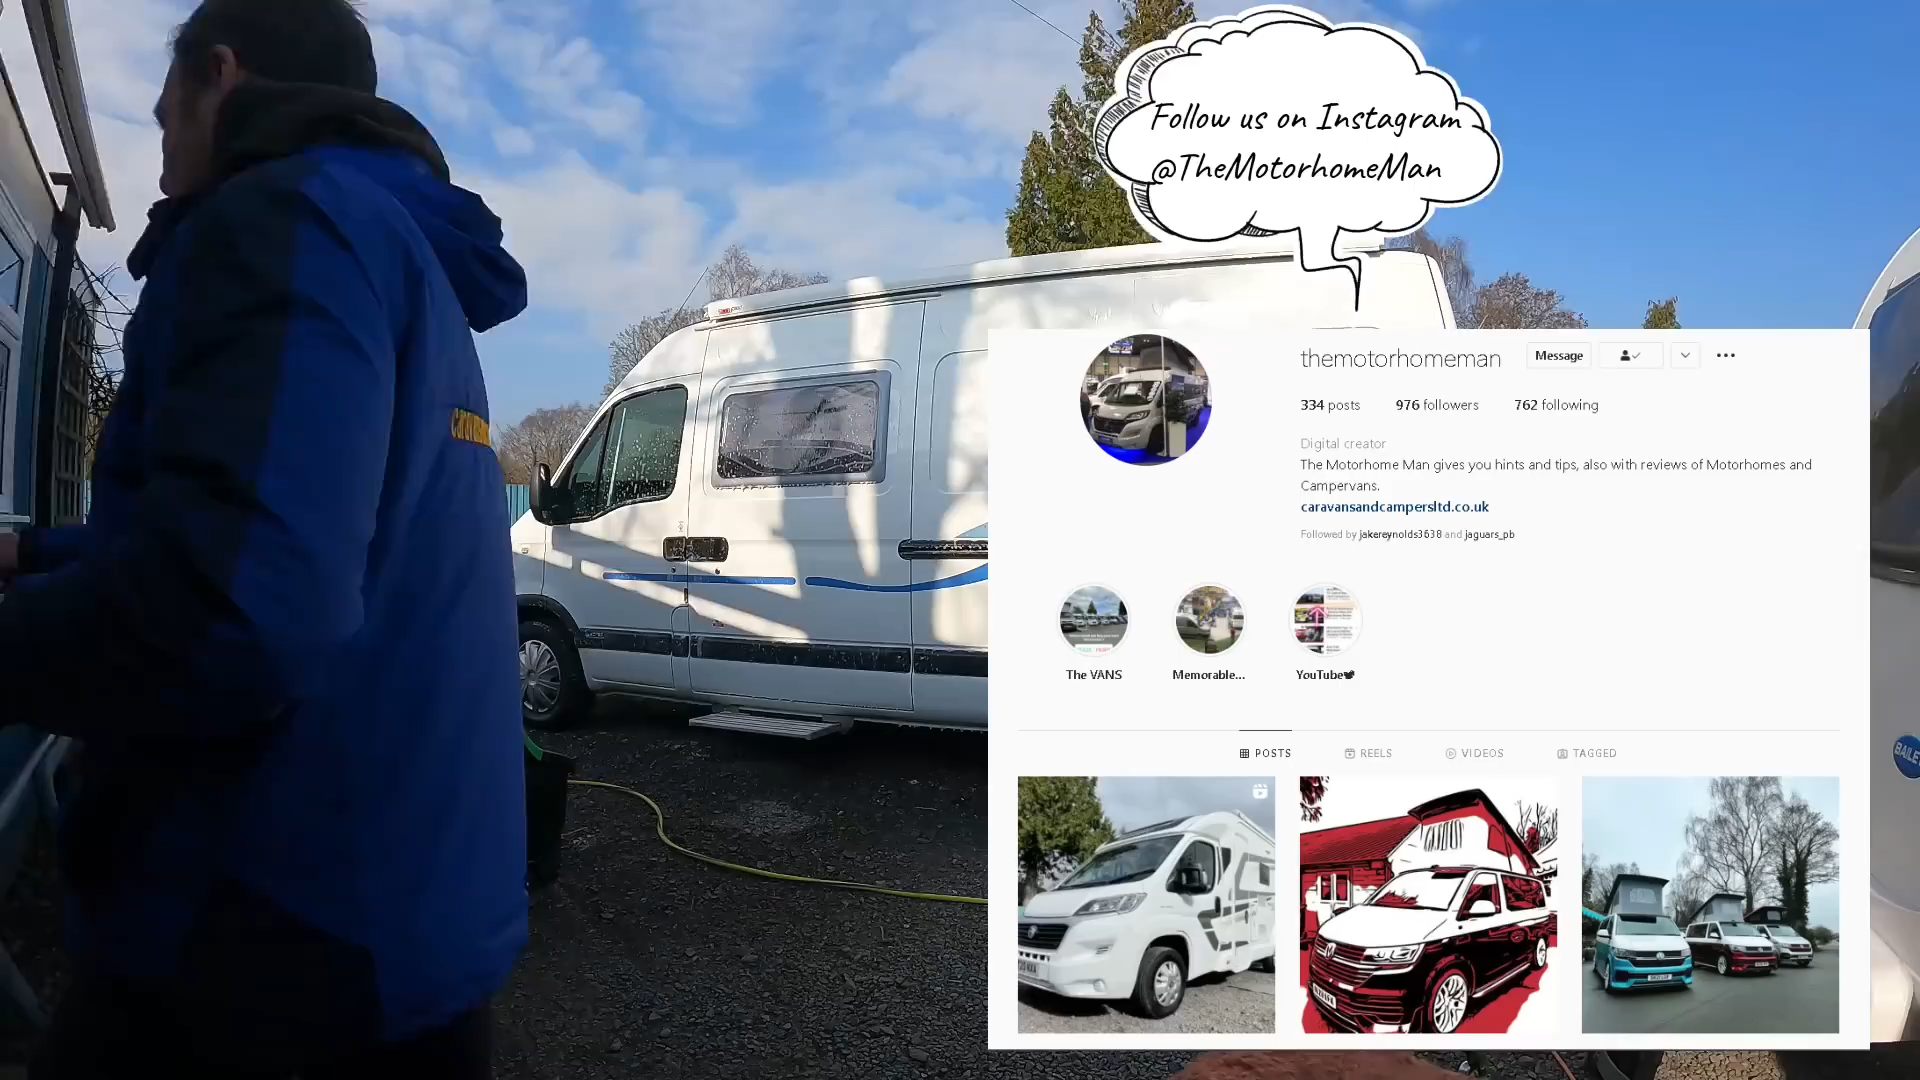 Follow us on Instagram
@TheMotorhomeMan
themotorhomeman
Message
334 posts 976 followers 762 following
Digital creator
The Motorhome Man gives you hints and tips, also with reviews of Motorhomes and
Campervans.
caravansandcampersltd.co.uk
Followed by jakereynolds3638 and jaguars_pb
The VANS Memorable... YouTube
POSTS REELS VIDEOS TAGGED